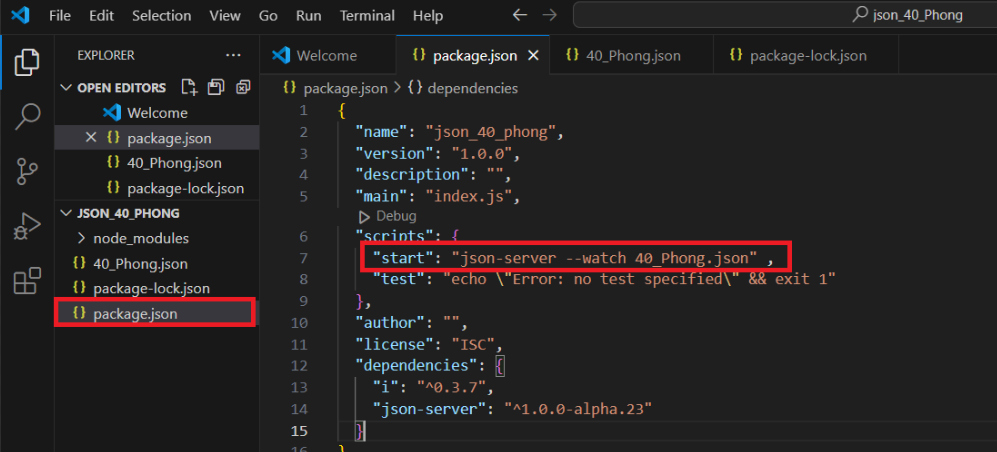 File Edit Selection View Go Run Terminal Help json_40_Phong
EXPLORER
OPEN EDITORS
Welcome
package.json
40_Phong.json
package-lock.json
JSON_40_PHONG
node_modules
40_Phong.json
package-lock.json
package.json
Welcome package.json 40_Phong.json package-lock.json
package.json > {} dependencies
1 {
2 "name": "json_40_phong",
3 "version": "1.0.0",
4 "description": "",
5 "main": "index.js",
Debug
6 "scripts": {
7 "start": "json-server --watch 40_Phong.json" ,
8 "test": "echo \"Error: no test specified\" && exit 1"
9 },
10 "author": "",
11 "license": "ISC",
12 "dependencies": {
13 "i": "^0.3.7",
14 "json-server": "^1.0.0-alpha.23"
15 }
16 }